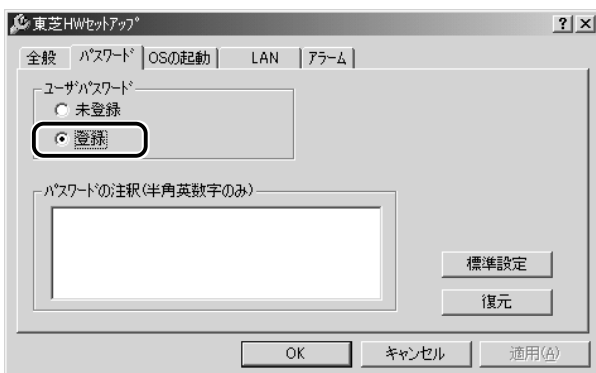 東芝HWセットアップ
全般 パスワード OSの起動 LAN アラーム
ユーザパスワード
未登録
登録
パスワードの注釈(半角英数字のみ)
標準設定
復元
OK キャンセル 適用(A)